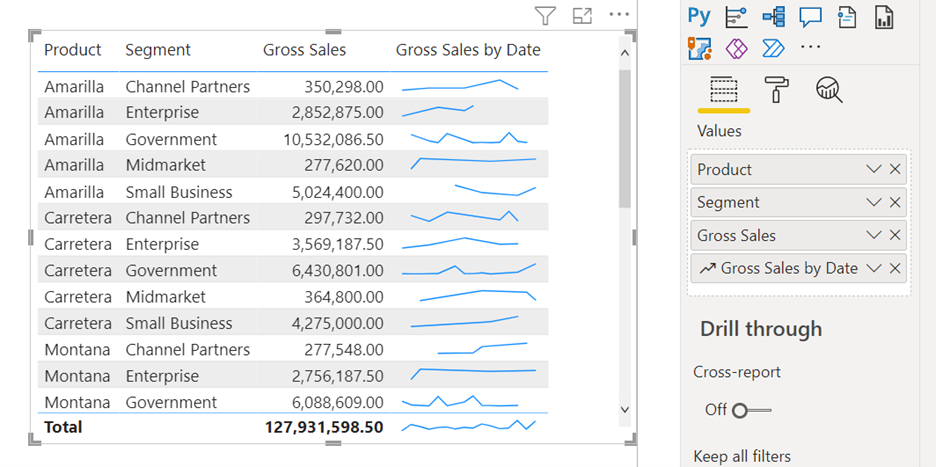 Product Segment Gross Sales Gross Sales by Date
Amarilla Channel Partners 350,298.00
Amarilla Enterprise 2,852,875.00
Amarilla Government 10,532,086.50
Amarilla Midmarket 277,620.00
Amarilla Small Business 5,024,400.00
Carretera Channel Partners 297,732.00
Carretera Enterprise 3,569,187.50
Carretera Government 6,430,801.00
Carretera Midmarket 364,800.00
Carretera Small Business 4,275,000.00
Montana Channel Partners 277,548.00
Montana Enterprise 2,756,187.50
Montana Government 6,088,609.00
Total 127,931,598.50
Py
Values
Product
Segment
Gross Sales
Gross Sales by Date
Drill through
Cross-report
Off
Keep all filters